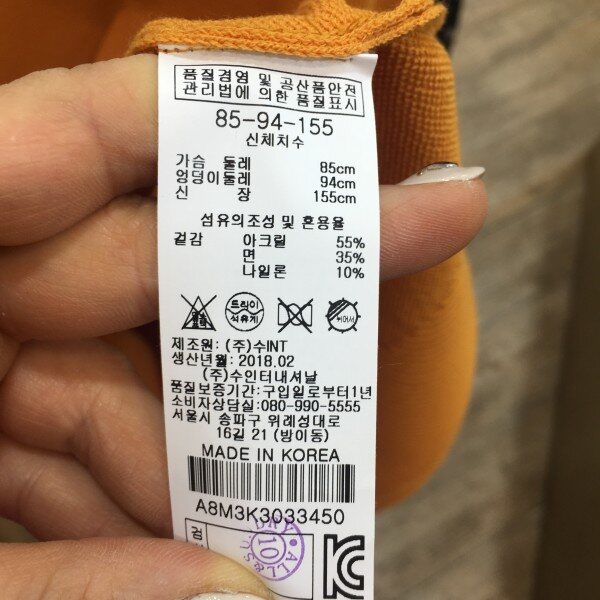 품질경영 및 공산품안전
관리법에 의한 품질표시
85-94-155
신체치수
가슴 둘레 85cm
엉덩이둘레 94cm
신 장 155cm
섬유의조성 및 혼용율
겉감 아크릴 55%
면 35%
나일론 10%
드라이
석유계
뉘어서
제조원: (주)수INT
생산년월: 2018.02
(주)수인터내셔날
품질보증기간:구입일로부터1년
소비자상담실:080-990-5555
서울시 송파구 위례성대로
16길 21 (방이동)
MADE IN KOREA
A8M3K3033450
검
10